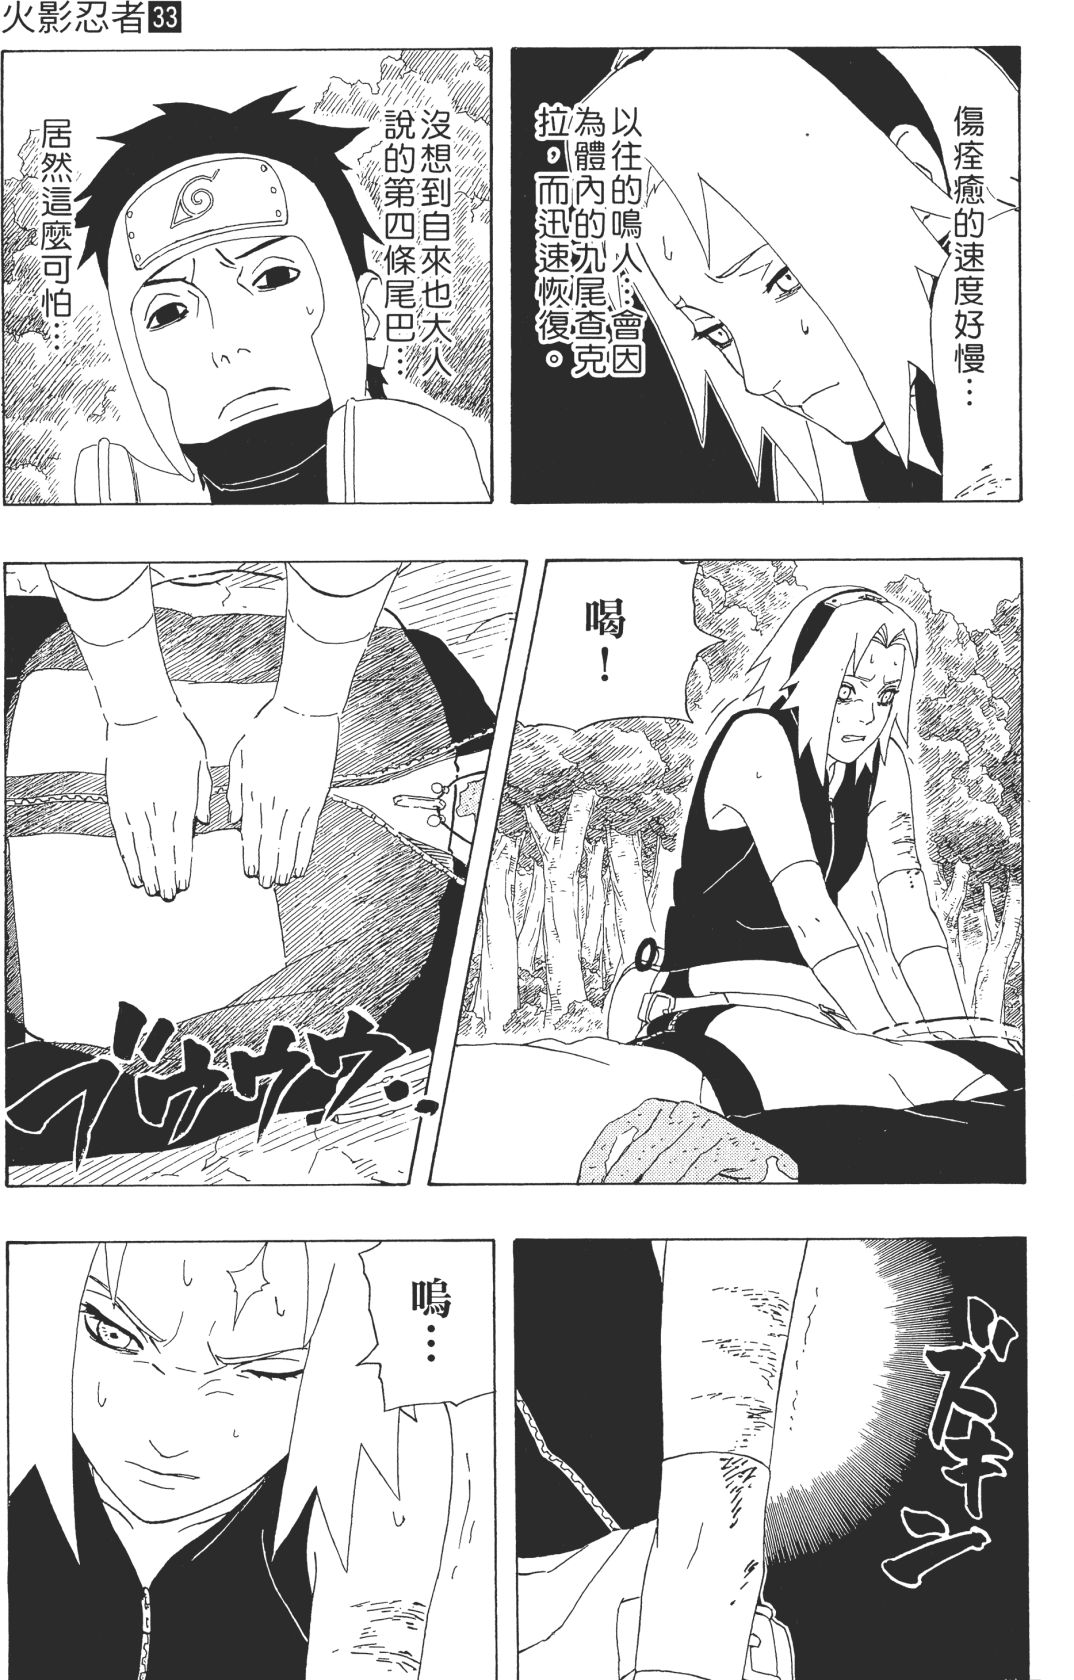 火影忍者33
傷痊癒的速度好慢…
以往的鳴人…會因
為體內的九尾查克
拉，而迅速恢復。
沒想到自來也大人
說的第四條尾巴…
居然這麼可怕…
喝！
ブゥゥゥゥ…
ズキン
嗚…